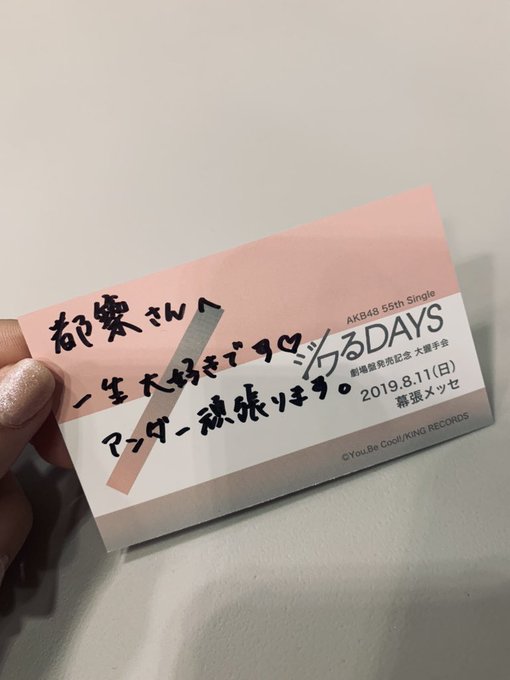 都築さんへ
一生大好きです♡
アンダー頑張ります。
AKB48 55th Single
ジワるDAYS
劇場盤発売記念 大握手会
2019.8.11(日)
幕張メッセ
©You,Be Cool!/KING RECORDS